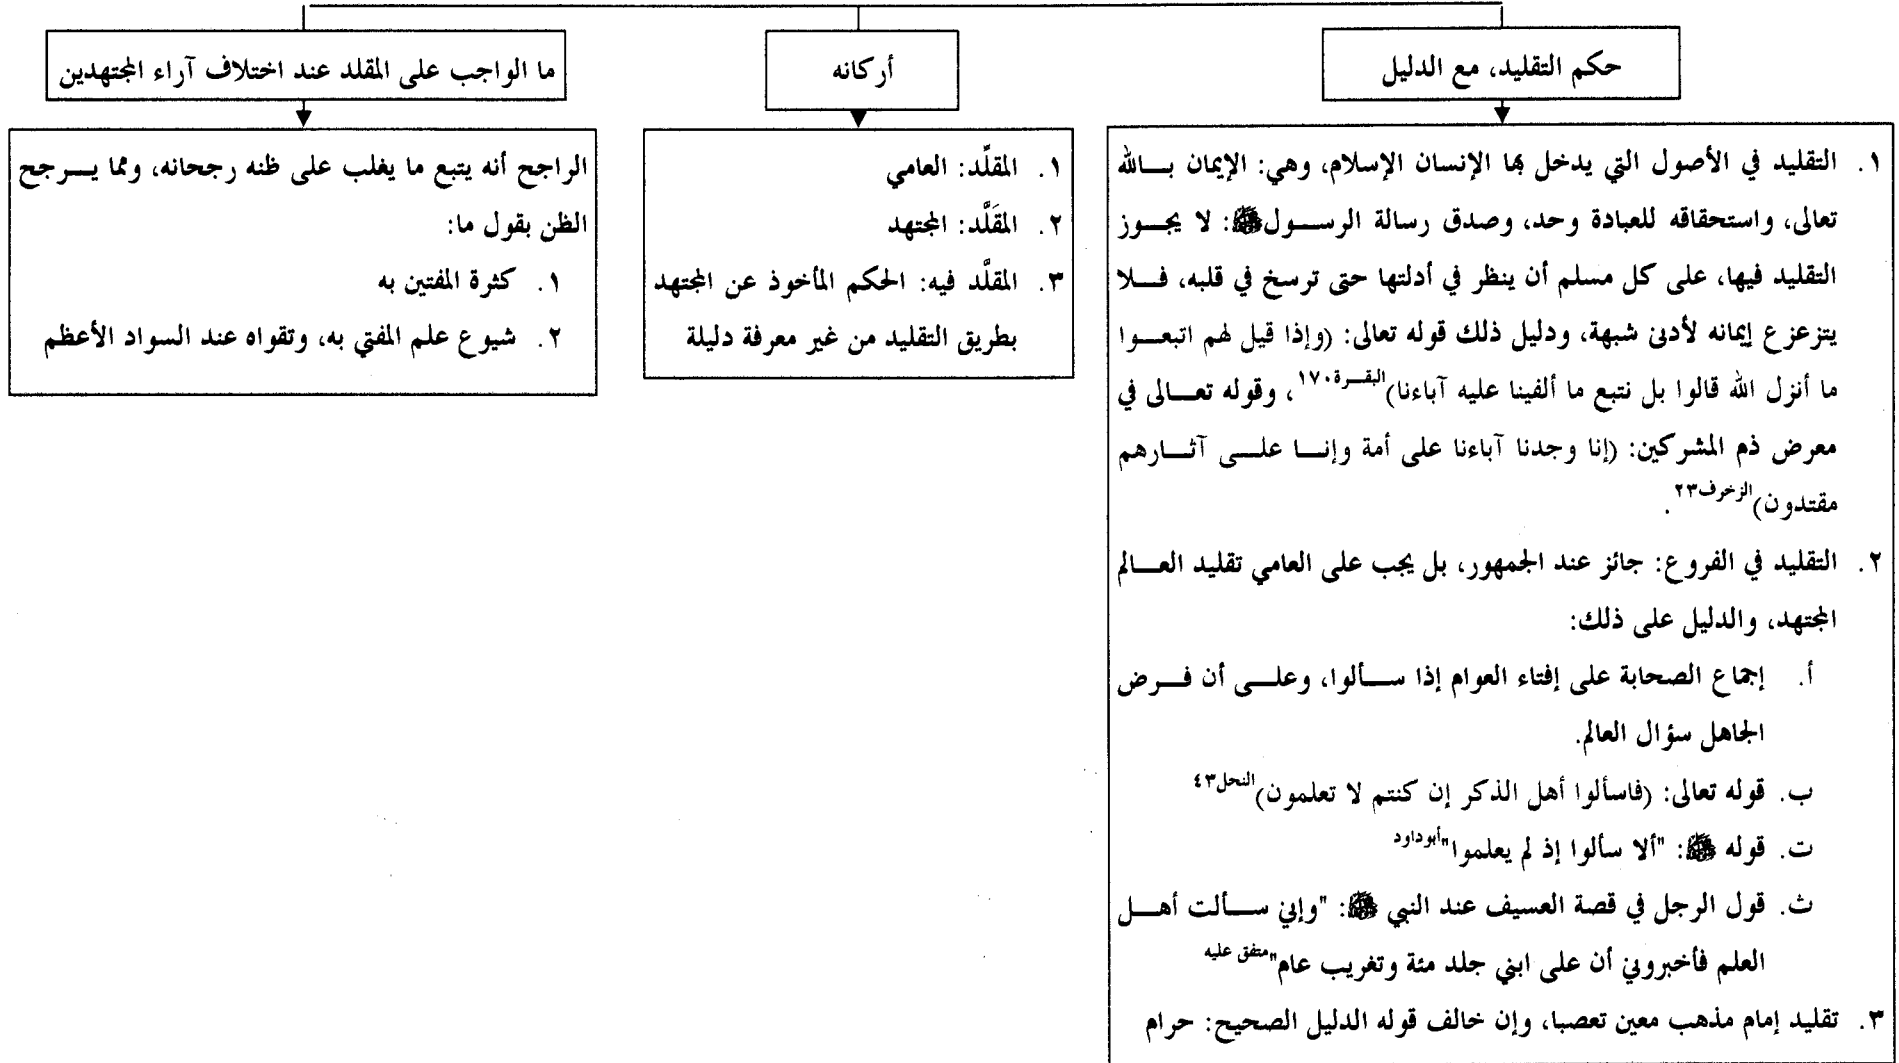 حكم التقليد، مع الدليل
١. التقليد في الأصول التي يدخل بها الإنسان الإسلام، وهي: الإيمان بالله
تعالى، واستحقاقه للعبادة وحد، وصدق رسالة الرسول ﷺ: لا يجوز
التقليد فيها، على كل مسلم أن ينظر في أدلتها حتى ترسخ في قلبه، فلا
يتزعزع إيمانه لأدنى شبهة، ودليل ذلك قوله تعالى: (وإذا قيل لهم اتبعوا
ما أنزل الله قالوا بل نتبع ما ألفينا عليه آباءنا) البقرة١٧٠، وقوله تعالى في
معرض ذم المشركين: (إنا وجدنا آباءنا على أمة وإنا على آثارهم
مقتدون) الزخرف٢٣.
٢. التقليد في الفروع: جائز عند الجمهور، بل يجب على العامي تقليد العالم
المجتهد، والدليل على ذلك:
أ. إجماع الصحابة على إفتاء العوام إذا سألوا، وعلى أن فرض
الجاهل سؤال العالم.
ب. قوله تعالى: (فاسألوا أهل الذكر إن كنتم لا تعلمون) النحل٤٣
ت. قوله ﷺ: "ألا سألوا إذ لم يعلموا" أبوداود
ث. قول الرجل في قصة العسيف عند النبي ﷺ: "وإني سألت أهل
العلم فأخبروني أن على ابني جلد مئة وتغريب عام" متفق عليه
٣. تقليد إمام مذهب معين تعصبا، وإن خالف قوله الدليل الصحيح: حرام
أركانه
١. المقلِّد: العامي
٢. المقَلَّد: المجتهد
٣. المقلَّد فيه: الحكم المأخوذ عن المجتهد
بطريق التقليد من غير معرفة دليلة
ما الواجب على المقلد عند اختلاف آراء المجتهدين
الراجح أنه يتبع ما يغلب على ظنه رجحانه، ومما يرجح
الظن بقول ما:
١. كثرة المفتين به
٢. شيوع علم المفتي به، وتقواه عند السواد الأعظم